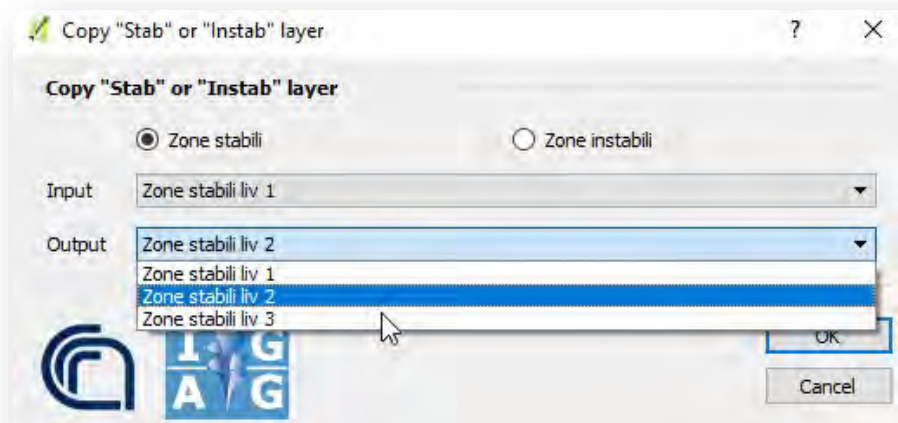 Copy "Stab" or "Instab" layer ?
Copy "Stab" or "Instab" layer
Zone stabili Zone instabili
Input Zone stabili liv 1
Output Zone stabili liv 2
Zone stabili liv 1
Zone stabili liv 2
Zone stabili liv 3
OK
Cancel
I G
A G